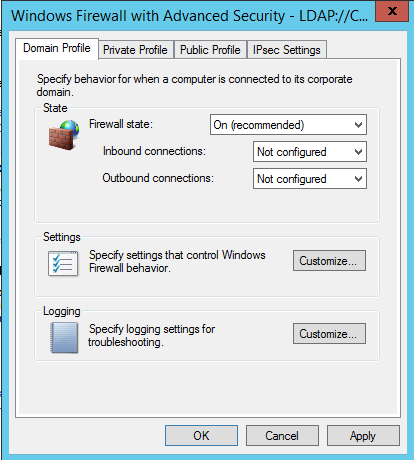 Windows Firewall with Advanced Security - LDAP://C...
x
Domain Profile
Private Profile
Public Profile
IPsec Settings
Specify behavior for when a computer is connected to its corporate
domain.
State
Firewall state:
On (recommended)
Inbound connections:
Not configured
Outbound connections:
Not configured
Settings
Specify settings that control Windows
Firewall behavior.
Customize...
Logging
Specify logging settings for
troubleshooting.
Customize...
OK
Cancel
Apply